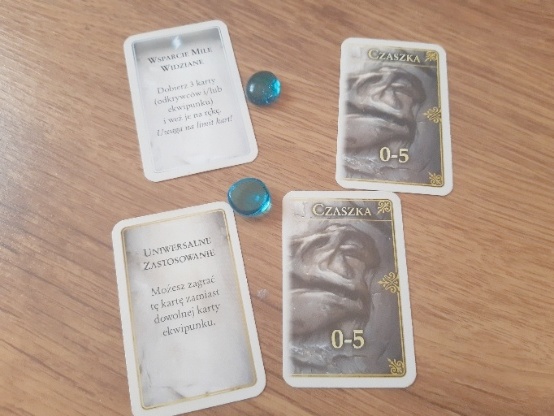 Wsparcie Mile
Widziane
Dobierz 3 karty
(odkrywców i/lub
ekwipunku)
i weź je na rękę.
Uwaga na limit kart!
Czaszka
0-5
Uniwersalne
Zastosowanie
Możesz zagrać
tę kartę zamiast
dowolnej karty
ekwipunku.
Czaszka
0-5